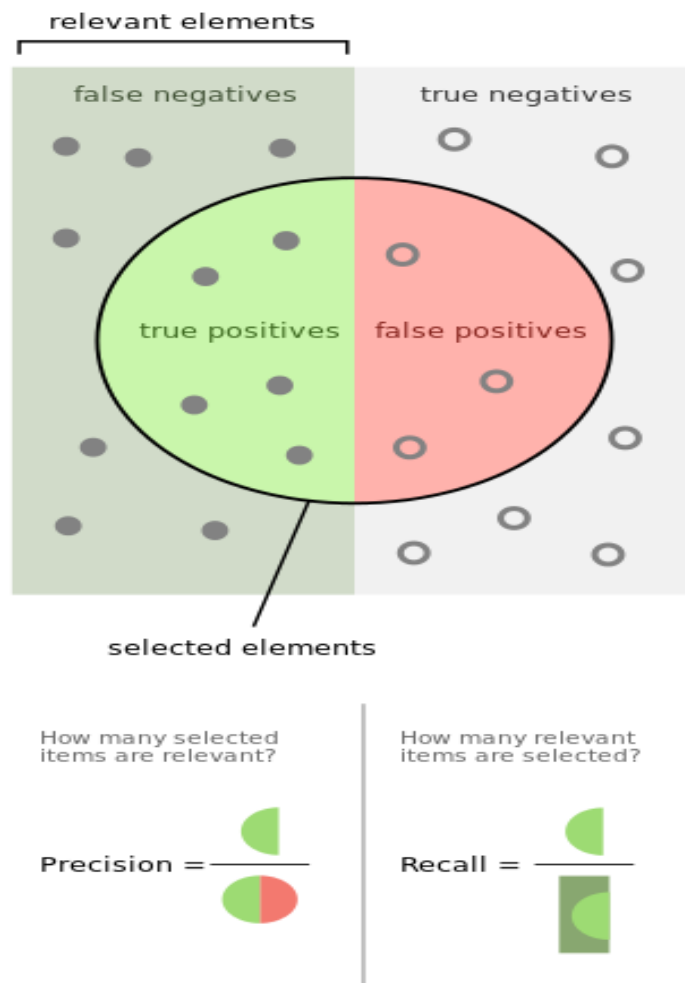 relevant elements
false negatives
true negatives
true positives
false positives
selected elements
How many selected
items are relevant?
How many relevant
items are selected?
Precision =
Recall =